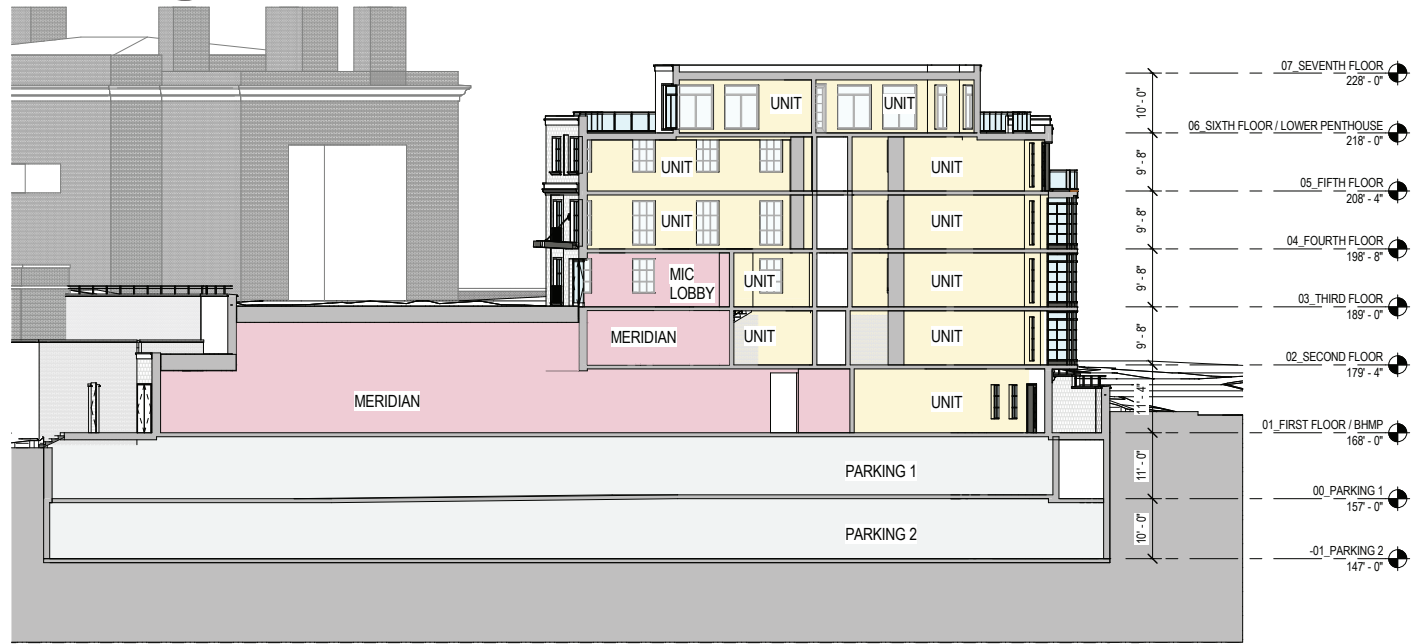 07_SEVENTH FLOOR
228' - 0"
10' - 0"
UNIT
UNIT
06_SIXTH FLOOR / LOWER PENTHOUSE
218' - 0"
9' - 8"
UNIT
UNIT
05_FIFTH FLOOR
208' - 4"
9' - 8"
UNIT
UNIT
04_FOURTH FLOOR
198' - 8"
9' - 8"
MIC
LOBBY
UNIT
UNIT
03_THIRD FLOOR
189' - 0"
9' - 8"
MERIDIAN
UNIT
UNIT
02_SECOND FLOOR
179' - 4"
11' - 4"
MERIDIAN
UNIT
01_FIRST FLOOR / BHMP
168' - 0"
11' - 0"
PARKING 1
00_PARKING 1
157' - 0"
10' - 0"
PARKING 2
-01_PARKING 2
147' - 0"